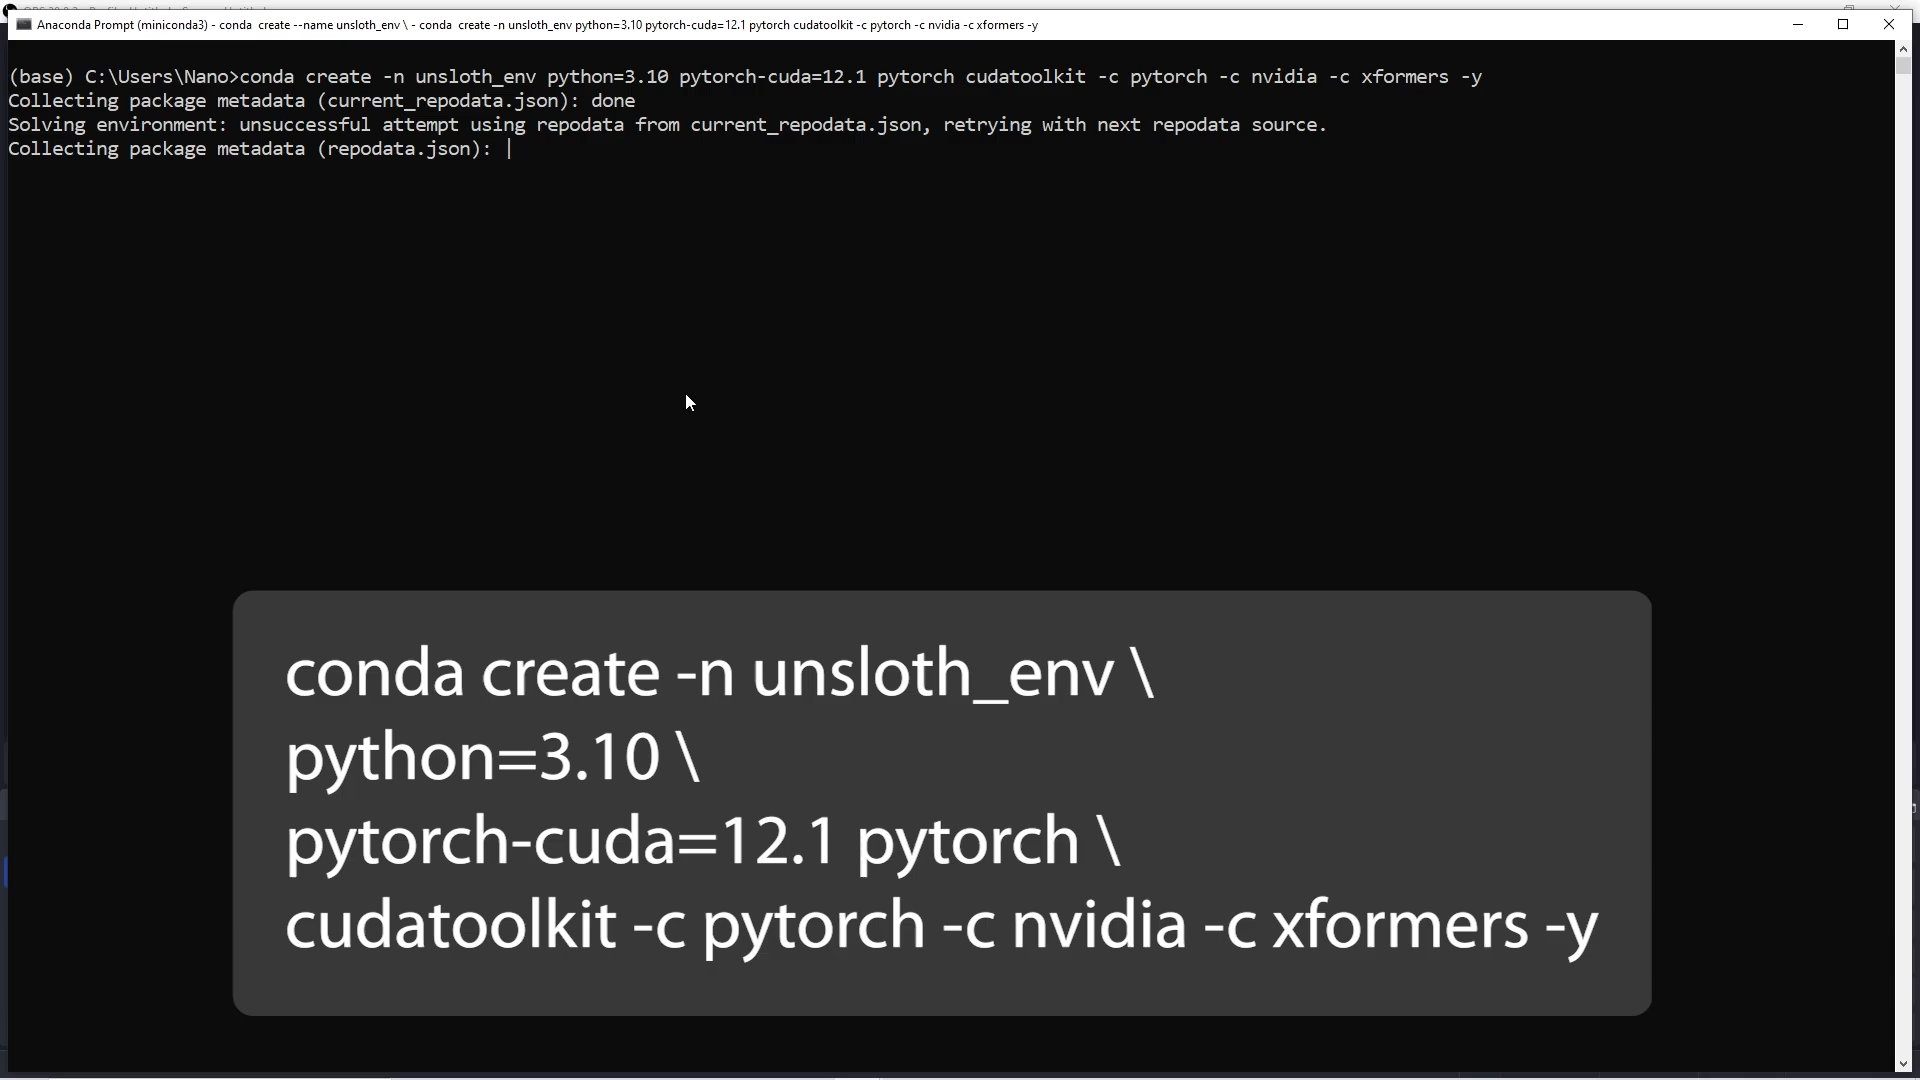 Anaconda Prompt (miniconda3) - conda  create --name unsloth_env \ - conda  create -n unsloth_env python=3.10 pytorch-cuda=12.1 pytorch cudatoolkit -c pytorch -c nvidia -c xformers -y
(base) C:\Users\Nano>conda create -n unsloth_env python=3.10 pytorch-cuda=12.1 pytorch cudatoolkit -c pytorch -c nvidia -c xformers -y
Collecting package metadata (current_repodata.json): done
Solving environment: unsuccessful attempt using repodata from current_repodata.json, retrying with next repodata source.
Collecting package metadata (repodata.json): |
conda create -n unsloth_env \
python=3.10 \
pytorch-cuda=12.1 pytorch \
cudatoolkit -c pytorch -c nvidia -c xformers -y